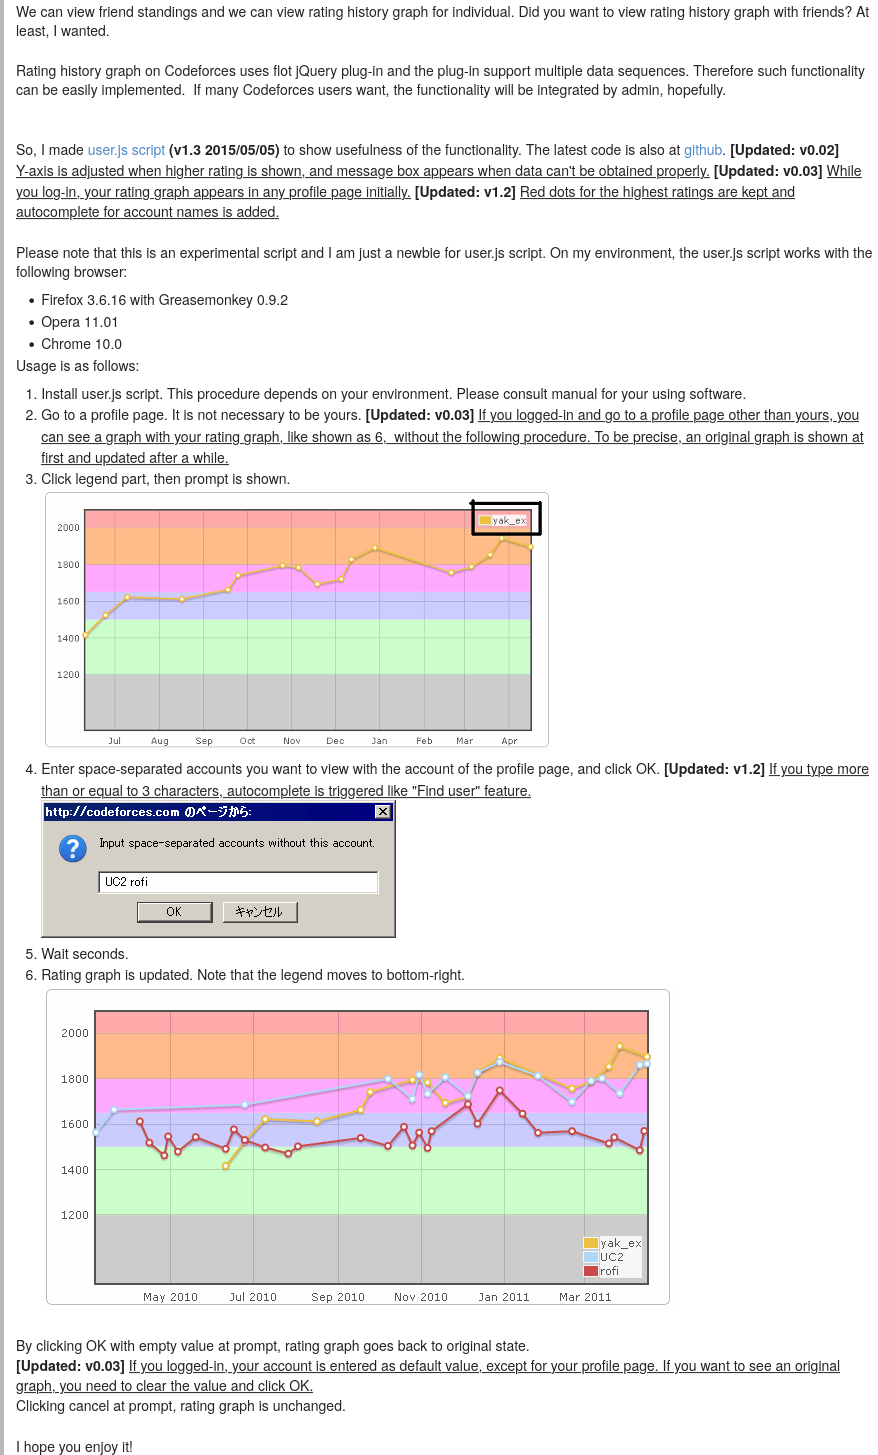 We can view friend standings and we can view rating history graph for individual. Did you want to view rating history graph with friends? At
least, I wanted.
Rating history graph on Codeforces uses flot jQuery plug-in and the plug-in support multiple data sequences. Therefore such functionality
can be easily implemented.  If many Codeforces users want, the functionality will be integrated by admin, hopefully.
So, I made user.js script (v1.3 2015/05/05) to show usefulness of the functionality. The latest code is also at github. [Updated: v0.02]
Y-axis is adjusted when higher rating is shown, and message box appears when data can't be obtained properly. [Updated: v0.03] While
you log-in, your rating graph appears in any profile page initially. [Updated: v1.2] Red dots for the highest ratings are kept and
autocomplete for account names is added.
Please note that this is an experimental script and I am just a newbie for user.js script. On my environment, the user.js script works with the
following browser:
• Firefox 3.6.16 with Greasemonkey 0.9.2
• Opera 11.01
• Chrome 10.0
Usage is as follows:
1. Install user.js script. This procedure depends on your environment. Please consult manual for your using software.
2. Go to a profile page. It is not necessary to be yours. [Updated: v0.03] If you logged-in and go to a profile page other than yours, you
can see a graph with your rating graph, like shown as 6,  without the following procedure. To be precise, an original graph is shown at
first and updated after a while.
3. Click legend part, then prompt is shown.
yak_ex
2000
1800
1600
1400
1200
Jul Aug Sep Oct Nov Dec Jan Feb Mar Apr
4. Enter space-separated accounts you want to view with the account of the profile page, and click OK. [Updated: v1.2] If you type more
than or equal to 3 characters, autocomplete is triggered like "Find user" feature.
http://codeforces.com のページから:
Input space-separated accounts without this account.
UC2 rofi
OK キャンセル
5. Wait seconds.
6. Rating graph is updated. Note that the legend moves to bottom-right.
2000
1800
1600
1400
1200
yak_ex
UC2
rofi
May 2010 Jul 2010 Sep 2010 Nov 2010 Jan 2011 Mar 2011
By clicking OK with empty value at prompt, rating graph goes back to original state.
[Updated: v0.03] If you logged-in, your account is entered as default value, except for your profile page. If you want to see an original
graph, you need to clear the value and click OK.
Clicking cancel at prompt, rating graph is unchanged.
I hope you enjoy it!